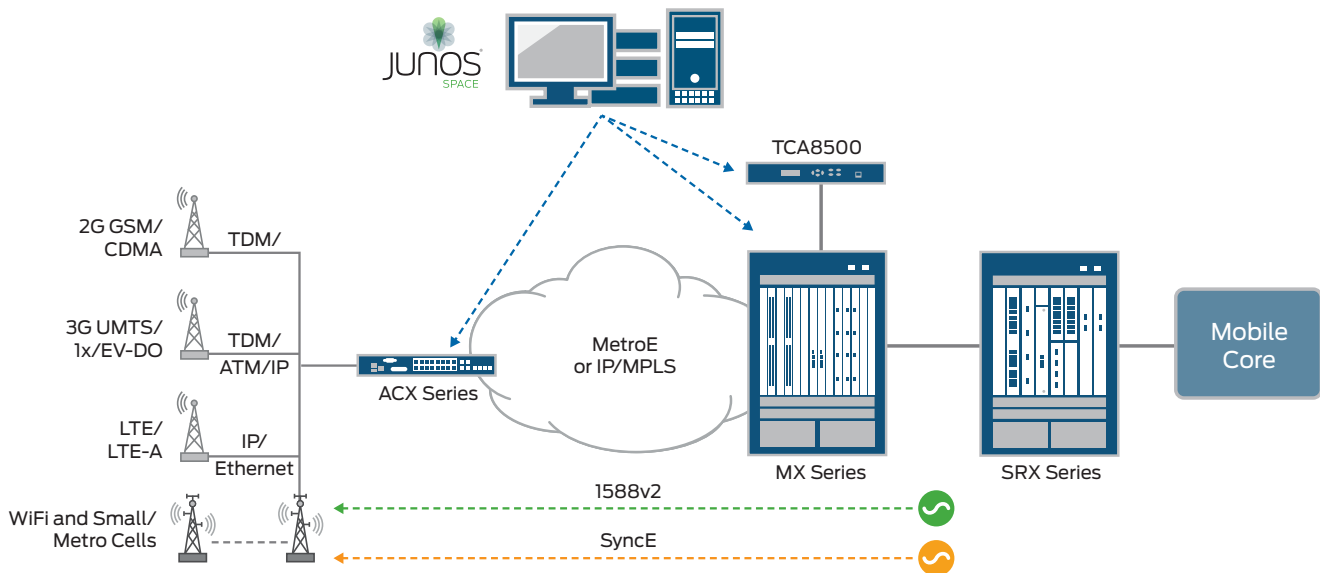 JUNOS
SPACE
TCA8500
2G GSM/
CDMA
TDM/
3G UMTS/
1x/EV-DO
TDM/
ATM/IP
LTE/
LTE-A
IP/
Ethernet
WiFi and Small/
Metro Cells
ACX Series
MetroE
or IP/MPLS
MX Series
SRX Series
Mobile
Core
1588v2
SyncE